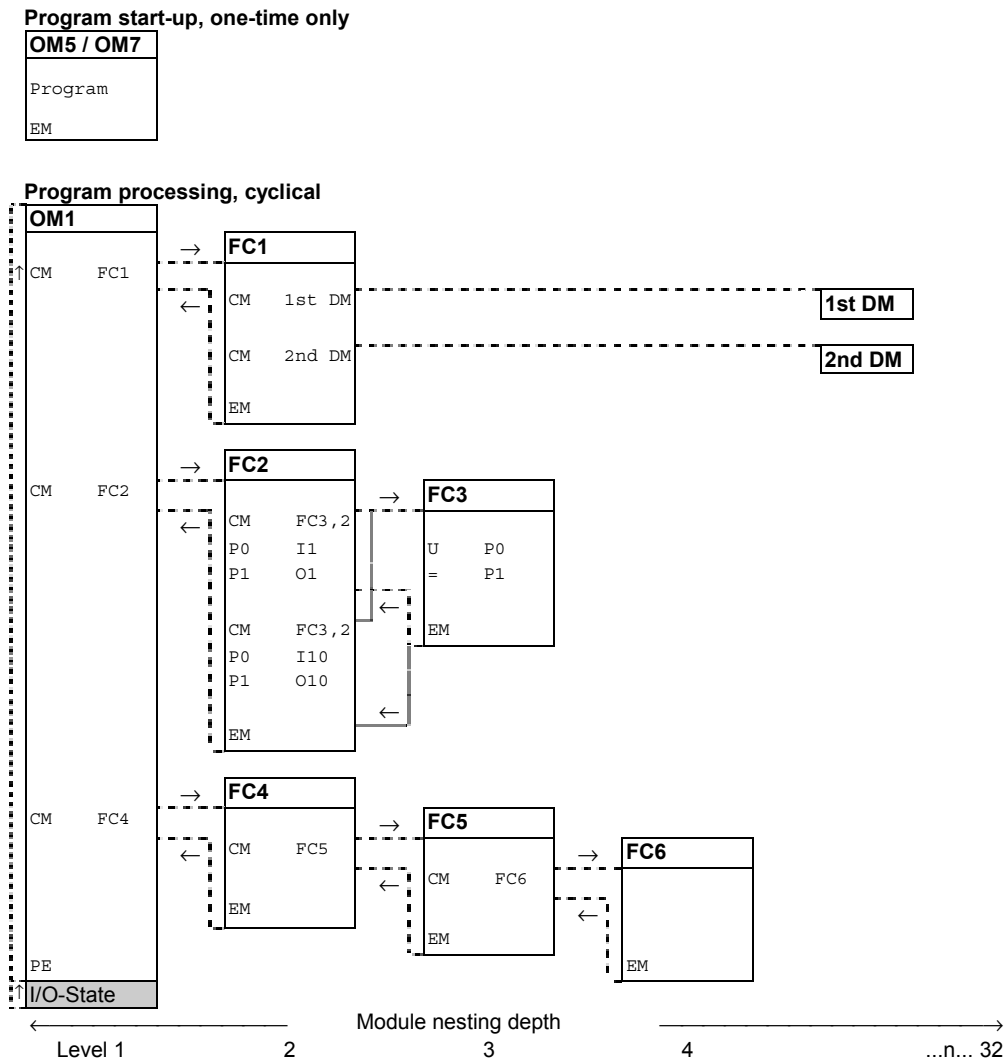 Program start-up, one-time only
OM5 / OM7
Program
EM
Program processing, cyclical
OM1
↑ CM FC1
CM FC2
CM FC4
PE
↑ I/O-State
→
←
FC1
CM 1st DM
CM 2nd DM
EM
1st DM
2nd DM
→
←
FC2
CM FC3,2
P0 I1
P1 O1
CM FC3,2
P0 I10
P1 O10
EM
→
←
←
FC3
U P0
= P1
EM
→
←
FC4
CM FC5
EM
→
←
FC5
CM FC6
EM
→
←
FC6
EM
← Module nesting depth →
Level 1 2 3 4 ...n... 32